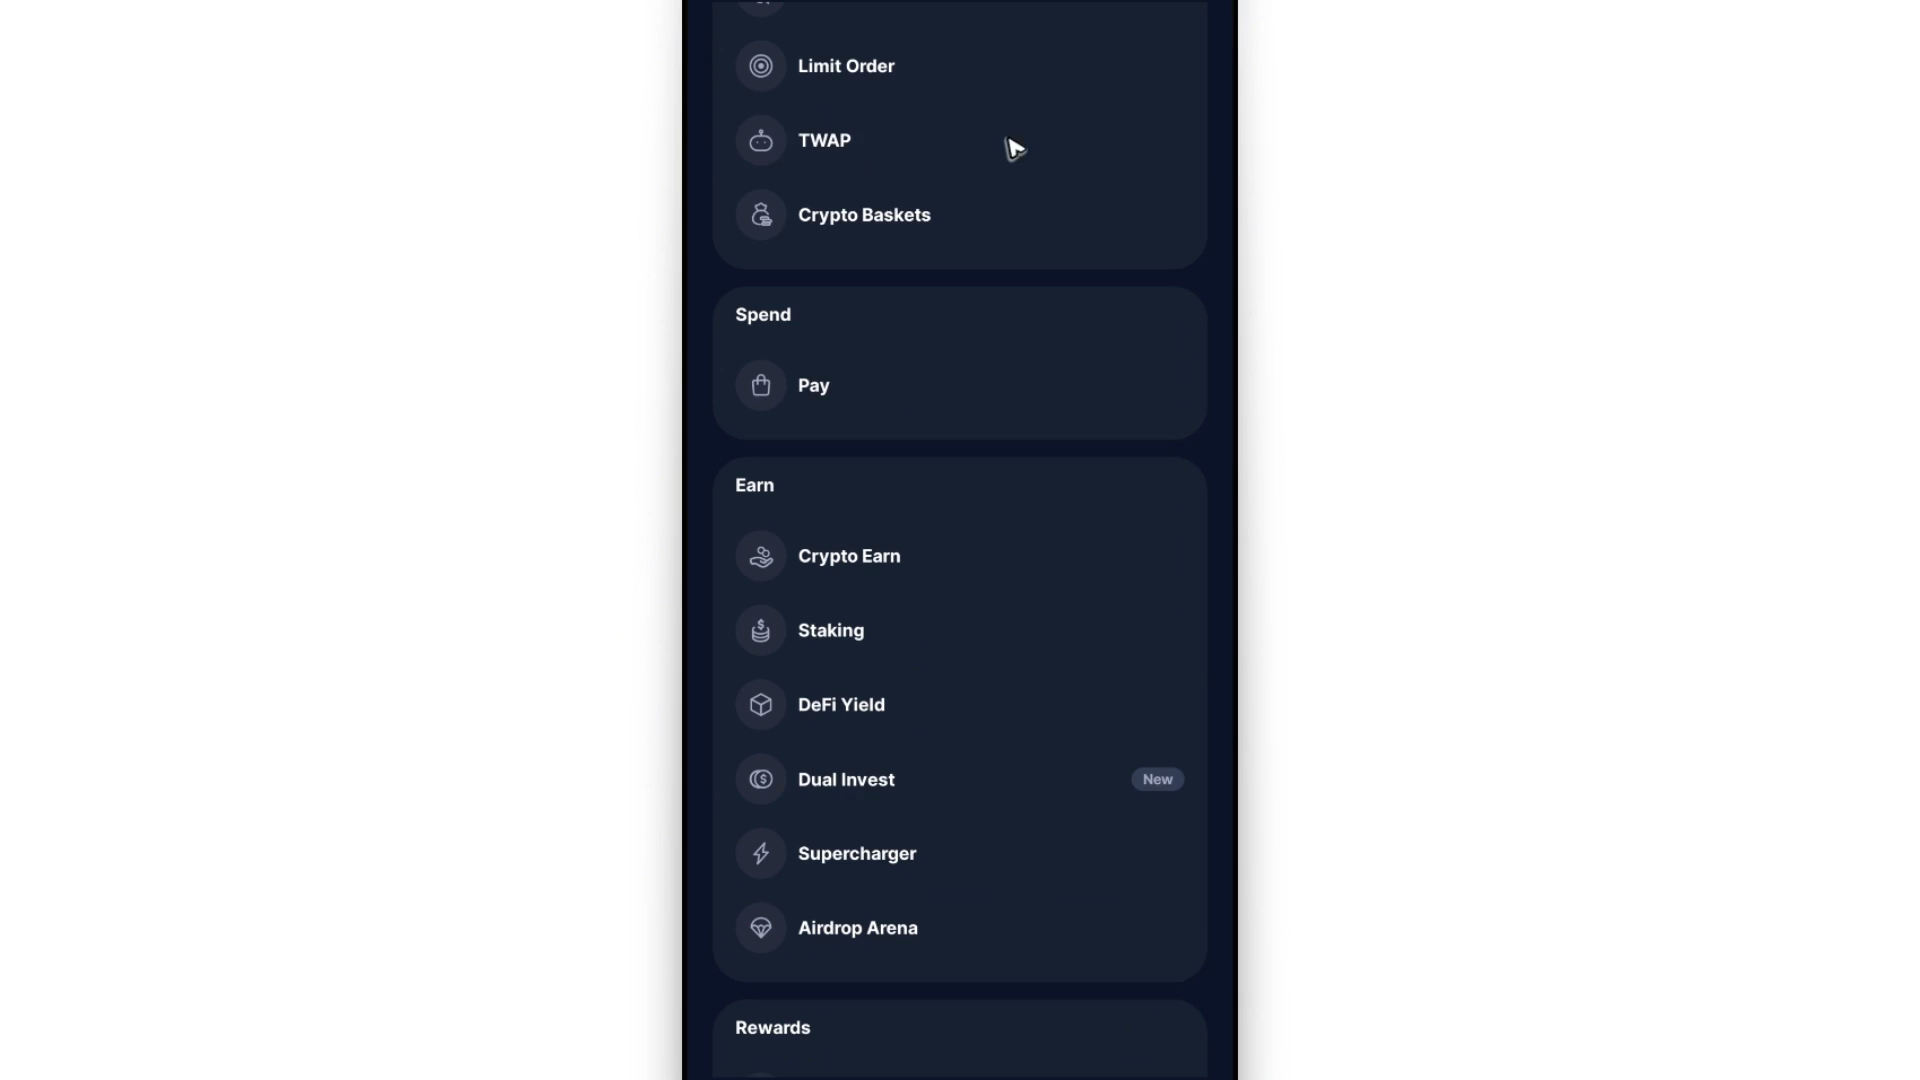 Limit Order
TWAP
Crypto Baskets
Spend
Pay
Earn
Crypto Earn
Staking
DeFi Yield
Dual Invest
New
Supercharger
Airdrop Arena
Rewards